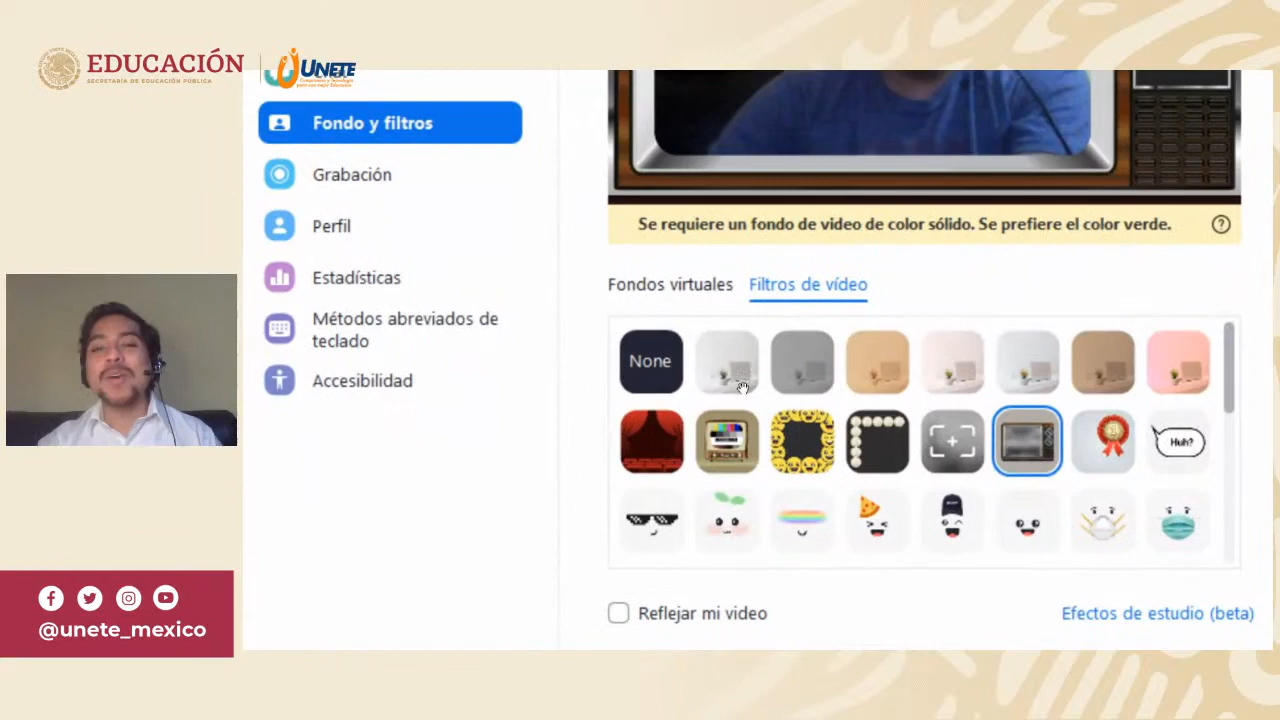 EDUCACIÓN
SECRETARÍA DE EDUCACIÓN PÚBLICA
UNETE
Fondo y filtros
Grabación
Perfil
Estadísticas
Métodos abreviados de
teclado
Accesibilidad
Se requiere un fondo de video de color sólido. Se prefiere el color verde.
?
Fondos virtuales
Filtros de vídeo
None
Huh?
Reflejar mi video
Efectos de estudio (beta)
@unete_mexico